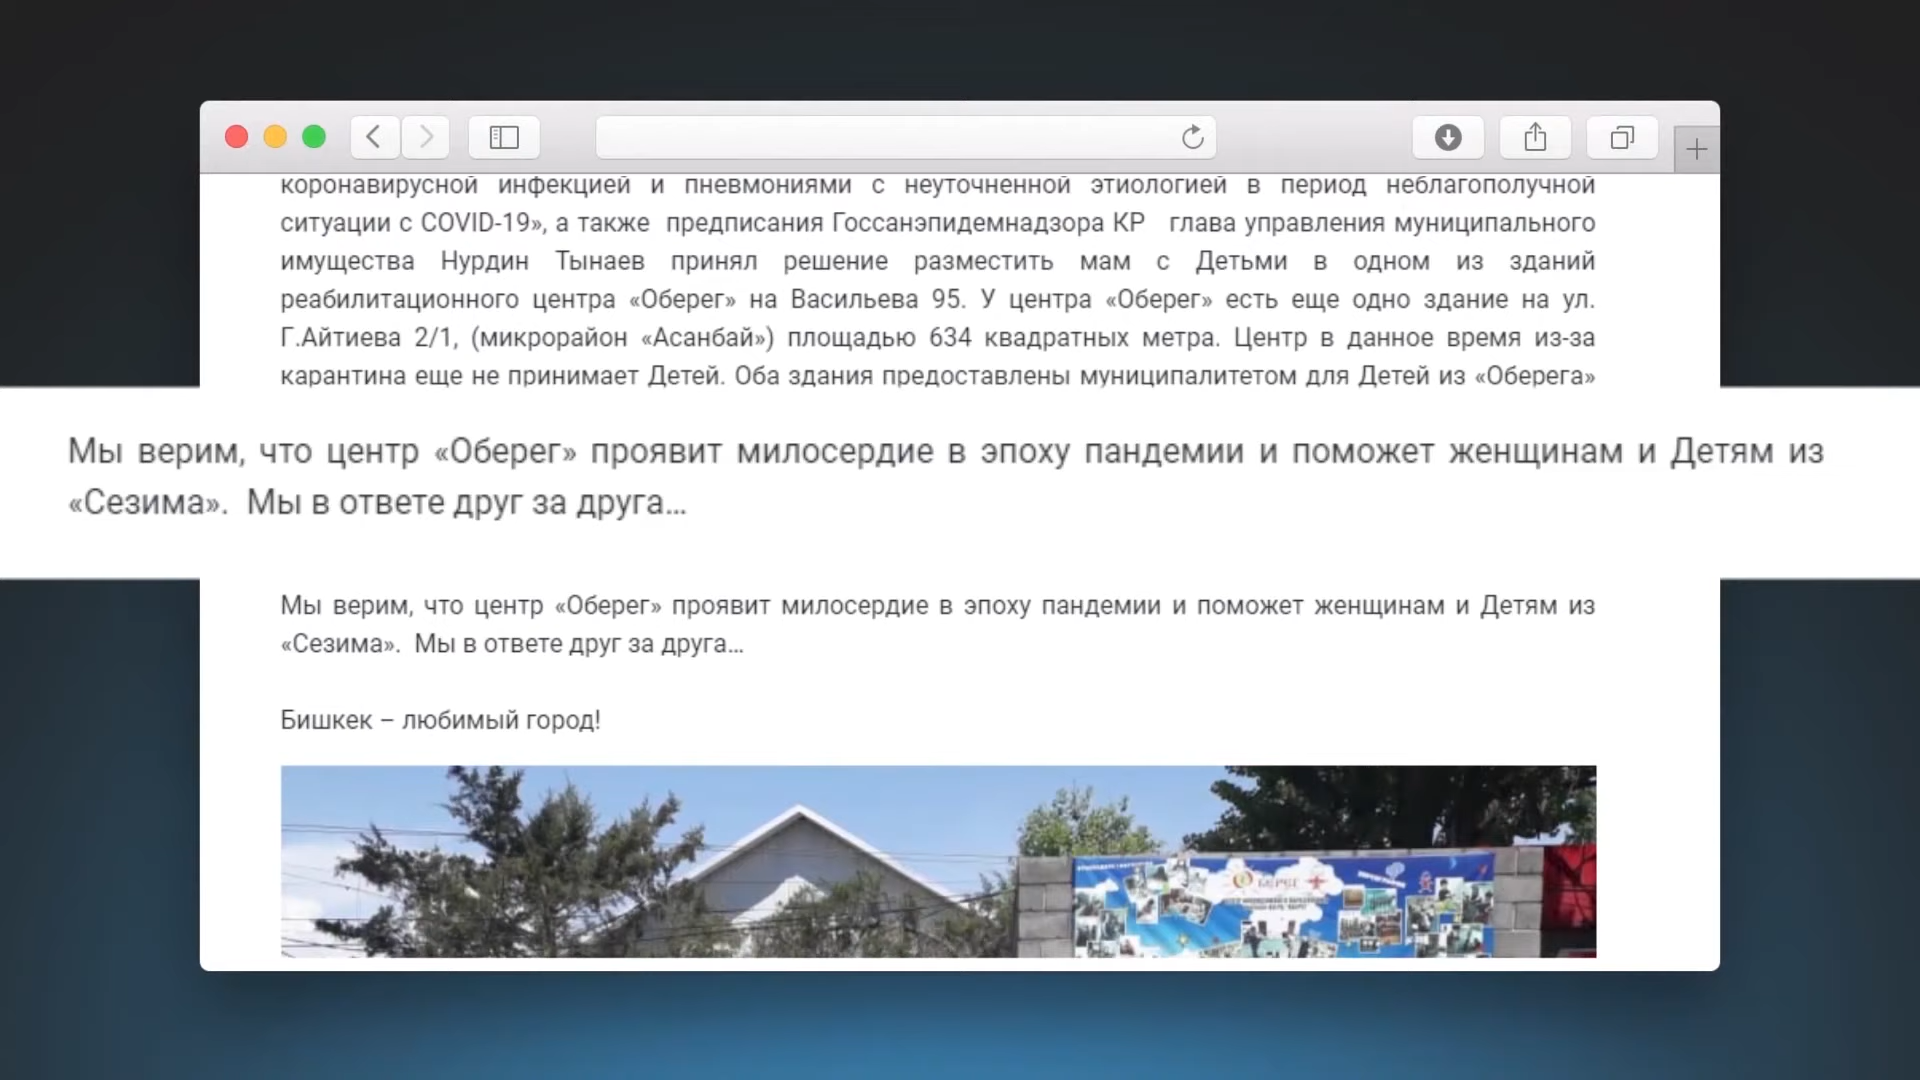 коронавирусной инфекцией и пневмониями с неуточненной этиологией в период неблагополучной
ситуации с COVID-19», а также предписания Госсанэпидемнадзора КР глава управления муниципального
имущества Нурдин Тынаев принял решение разместить мам с Детьми в одном из зданий
реабилитационного центра «Оберег» на Васильева 95. У центра «Оберег» есть еще одно здание на ул.
Г.Айтиева 2/1, (микрорайон «Асанбай») площадью 634 квадратных метра. Центр в данное время из-за
карантина еще не принимает Детей. Оба здания предоставлены муниципалитетом для Детей из «Оберега»
Мы верим, что центр «Оберег» проявит милосердие в эпоху пандемии и поможет женщинам и Детям из
«Сезима». Мы в ответе друг за друга...
Мы верим, что центр «Оберег» проявит милосердие в эпоху пандемии и поможет женщинам и Детям из
«Сезима». Мы в ответе друг за друга...
Бишкек – любимый город!